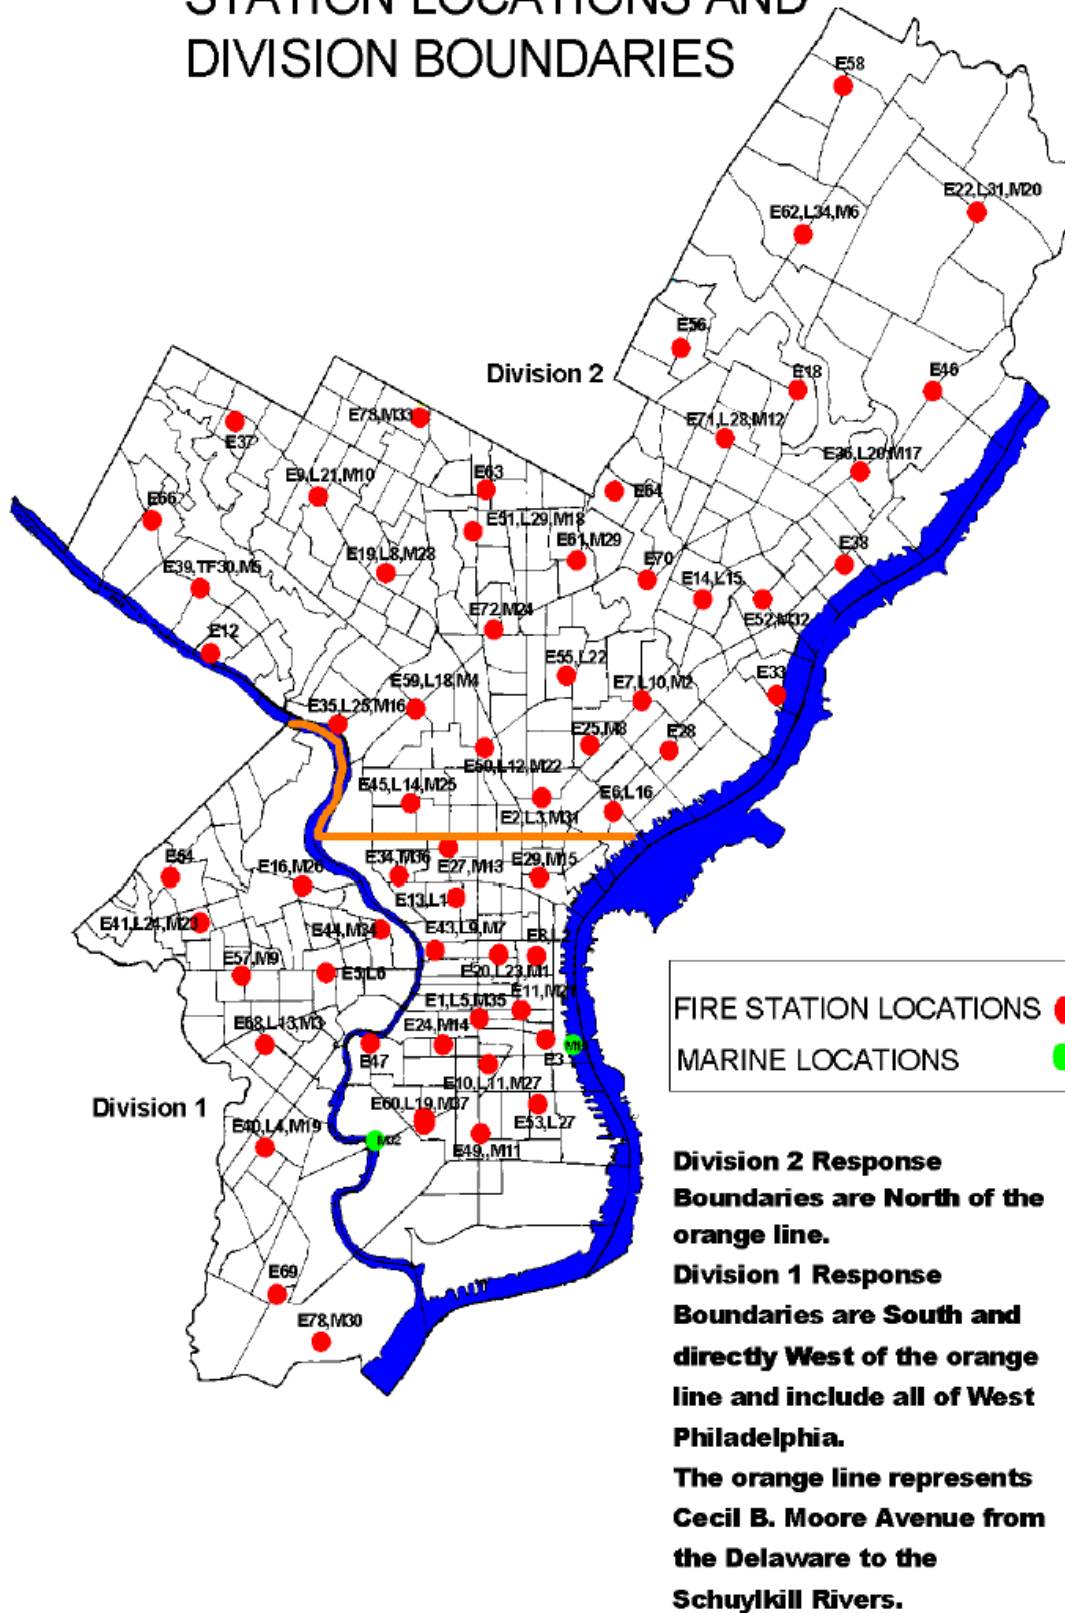 STATION LOCATIONS AND
DIVISION BOUNDARIES
E58
E22,L31,M20
E62,L34,M6
E56
Division 2
E18
E46
E73,M33
E71,L28,M12
E37
E36,L20,M17
E9,L21,M10
E63
E64
E66
E51,L29,M18
E61,M29
E38
E19,L8,M28
E70
E39,TF30,M5
E14,L15
E72,M24
E52,M32
E12
E55,L22
E33
E59,L18,M4
E7,L10,M2
E35,L25,M16
E25,M8
E28
E50,L12,M22
E45,L14,M25
E6,L16
E2,L3,M31
E54
E34,M36
E29,M15
E16,M26
E27,M13
E13,L1
E41,L24,M23
E44,M34
E43,L9,M7
E8,L2
E57,M9
E5,L6
E20,L23,M1
E11,M21
E1,L5,M35
FIRE STATION LOCATIONS
E68,L13,M3
E24,M14
E47
E3
MARINE LOCATIONS
E10,L11,M27
Division 1
E60,L19,M37
E53,L27
E40,L4,M19
E49,,M11
Division 2 Response
Boundaries are North of the
orange line.
Division 1 Response
Boundaries are South and
directly West of the orange
line and include all of West
Philadelphia.
The orange line represents
Cecil B. Moore Avenue from
the Delaware to the
Schuylkill Rivers.
E69
E78,M30